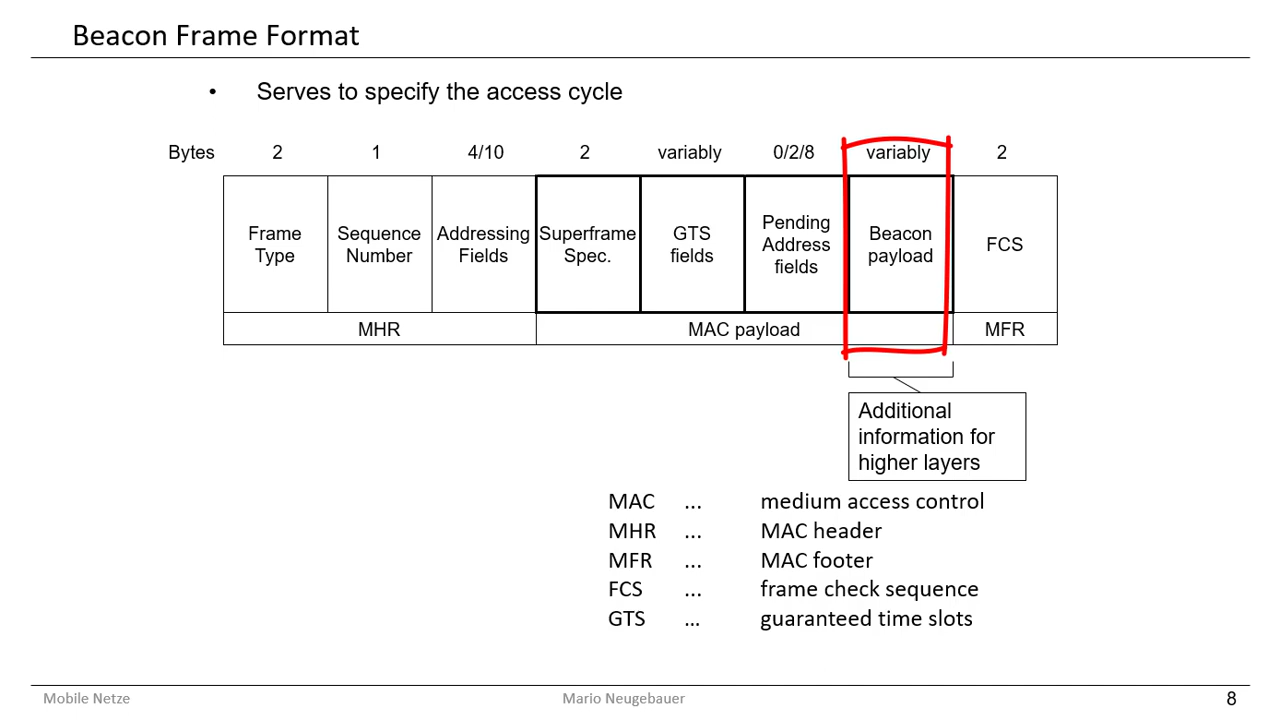 Beacon Frame Format
• Serves to specify the access cycle
Bytes 2 1 4/10 2 variably 0/2/8 variably 2
Frame Type
Sequence Number
Addressing Fields
Superframe Spec.
GTS fields
Pending Address fields
Beacon payload
FCS
MHR MAC payload MFR
Additional
information for
higher layers
MAC ... medium access control
MHR ... MAC header
MFR ... MAC footer
FCS ... frame check sequence
GTS ... guaranteed time slots
Mobile Netze Mario Neugebauer 8